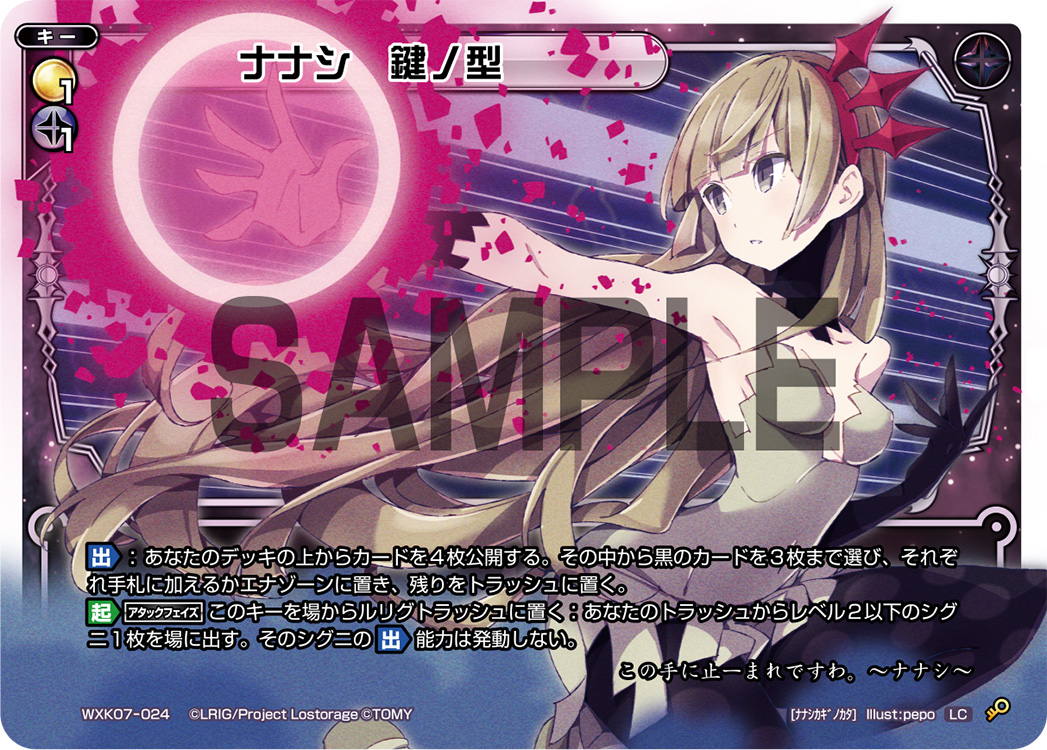 キー
1
1
ナナシ 鍵ノ型
SAMPLE
出：あなたのデッキの上からカードを4枚公開する。その中から黒のカードを3枚まで選び、それぞ
れ手札に加えるかエナゾーンに置き、残りをトラッシュに置く。
起 アタックフェイズ このキーを場からルリグトラッシュに置く：あなたのトラッシュからレベル2以下のシグ
ニ1枚を場に出す。そのシグニの 出 能力は発動しない。
この手に止ーまれですわ。～ナナシ～
WXK07-024 ©LRIG/Project Lostorage ©TOMY [ナナシカギノカタ] Illust:pepo LC